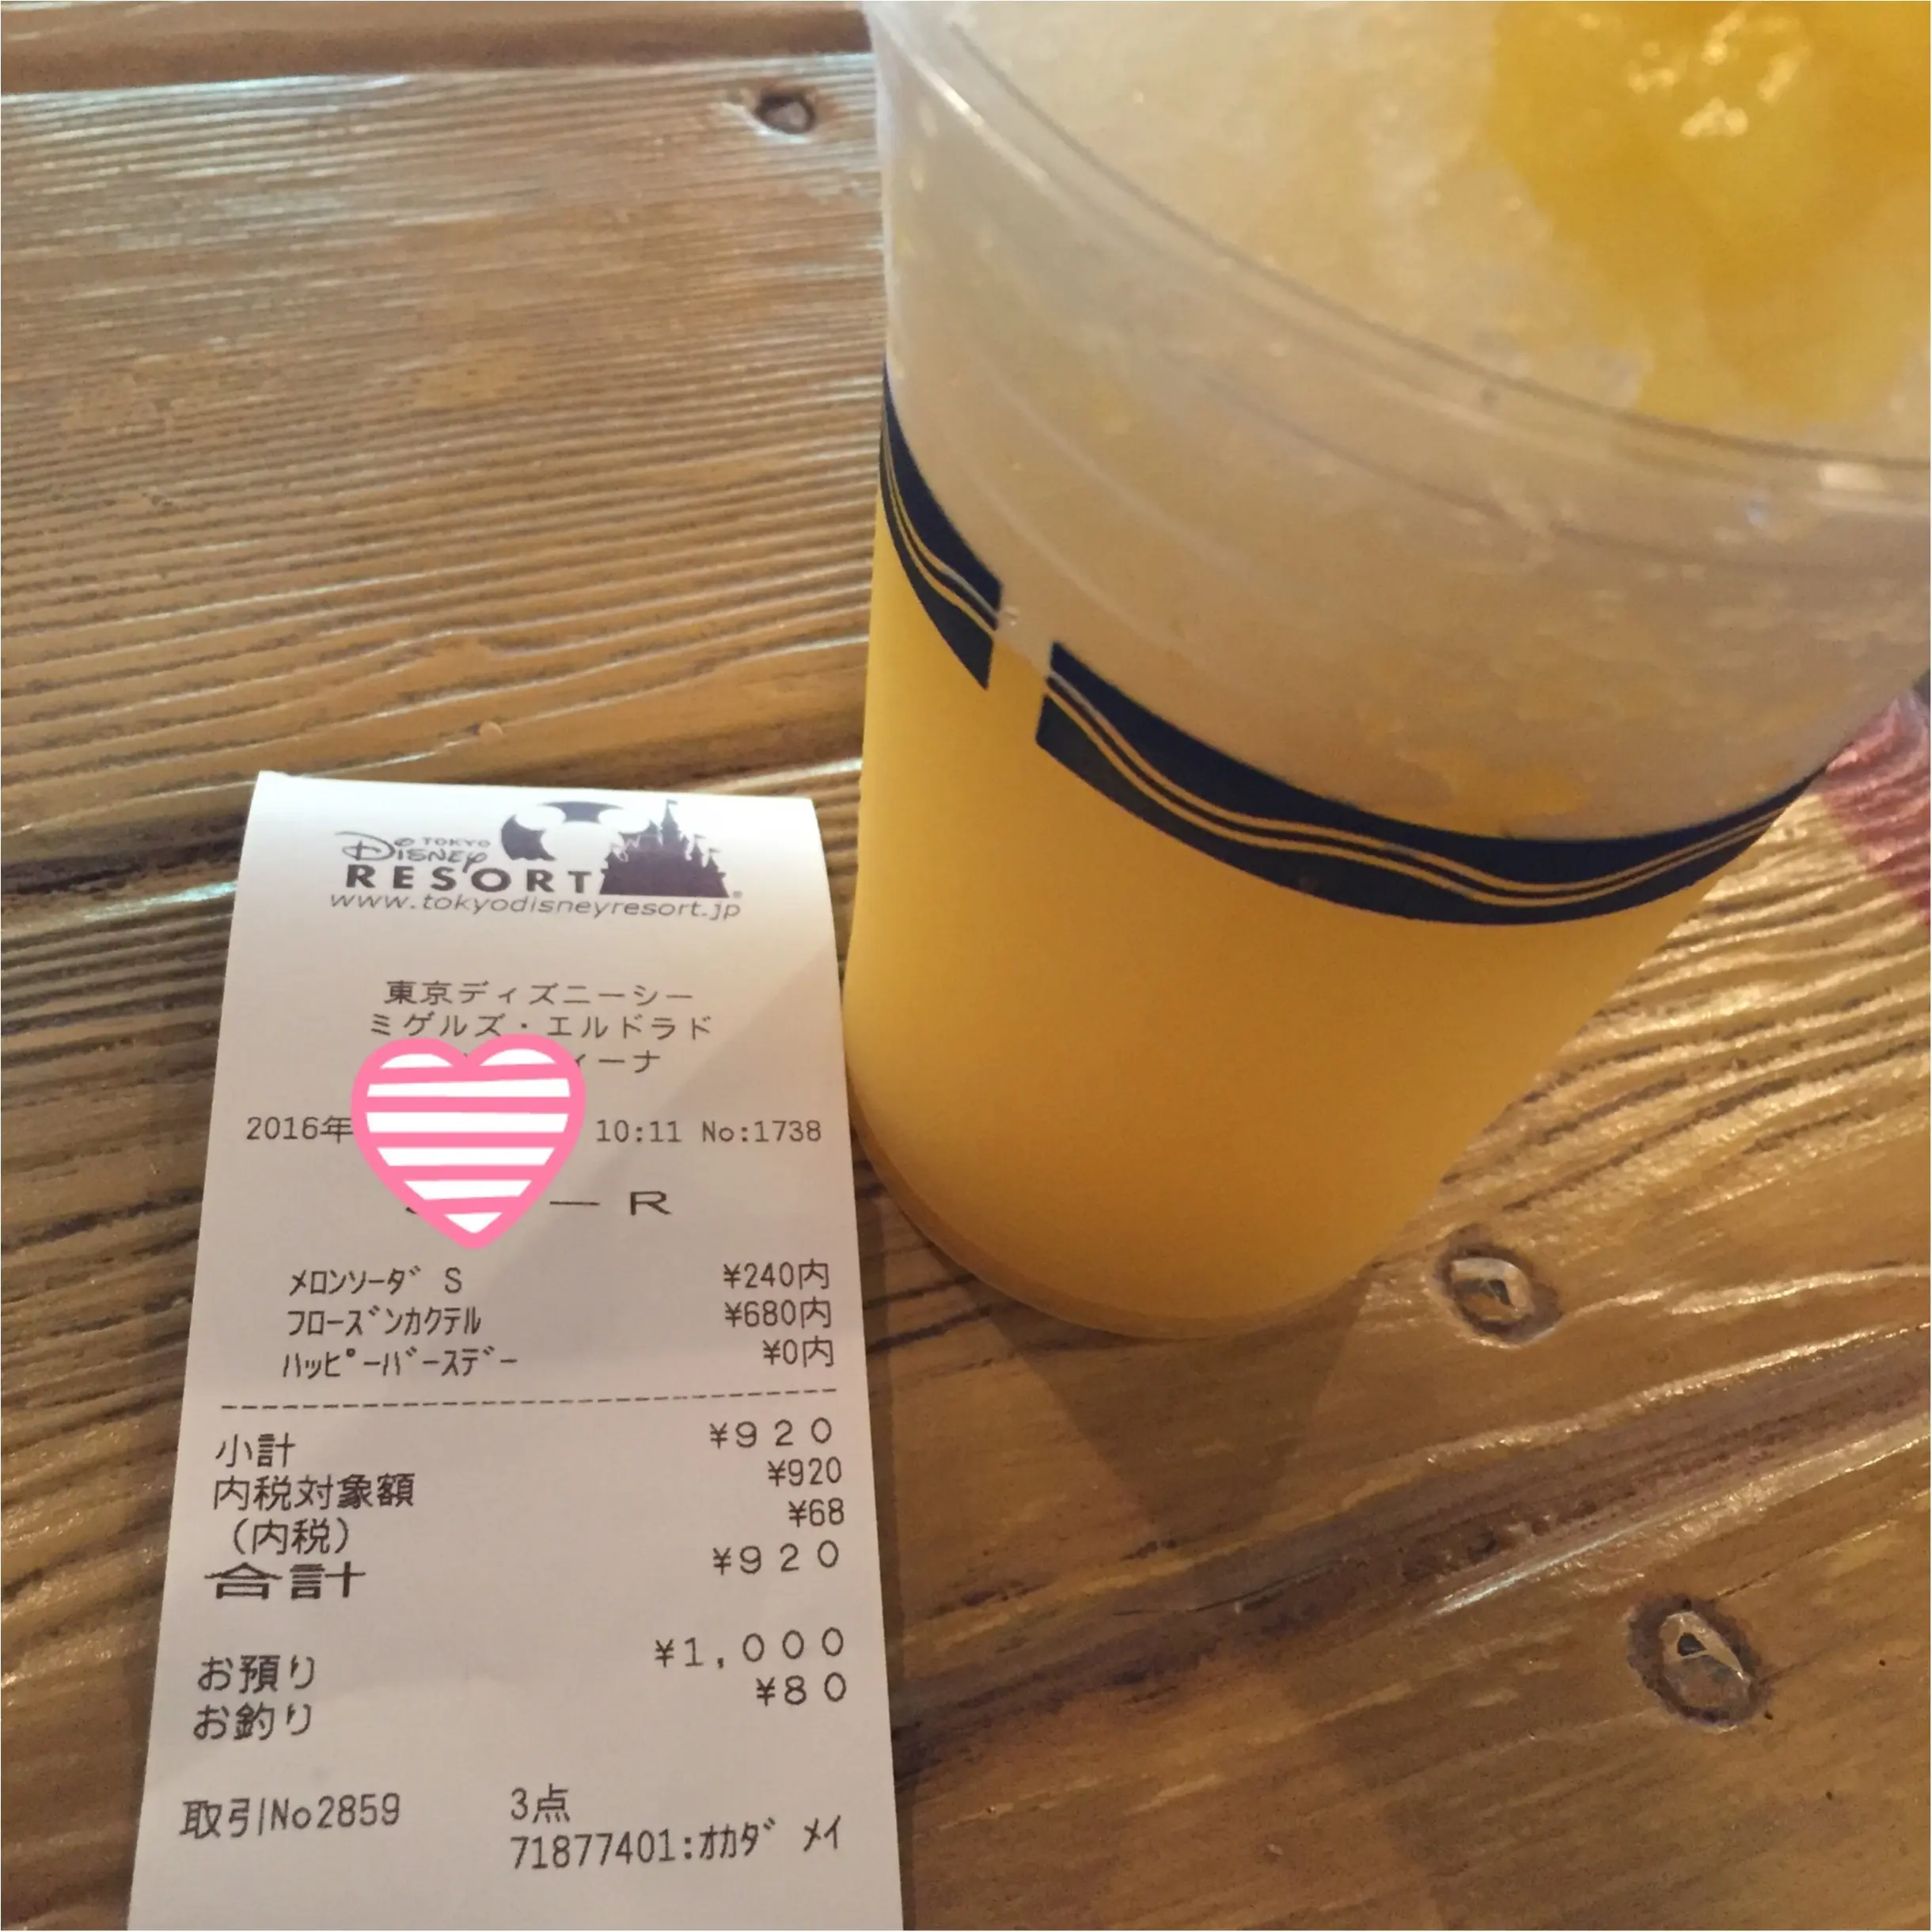 TOKYO
DISNEY
RESORT
www.tokyodisneyresort.jp
東京ディズニーシー
ミゲルズ・エルドラド
ィーナ
2016年 10:11 No:1738
ーR
ﾒﾛﾝｿｰﾀﾞ S ¥240内
ﾌﾛｰｽﾞﾝｶｸﾃﾙ ¥680内
ﾊｯﾋﾟｰﾊﾞｰｽﾃﾞｰ ¥0内
小計 ¥920
内税対象額 ¥920
(内税) ¥68
合計 ¥920
お預り ¥1,000
お釣り ¥80
取引No2859 3点
71877401:ｵｶﾀﾞ ﾒｲ